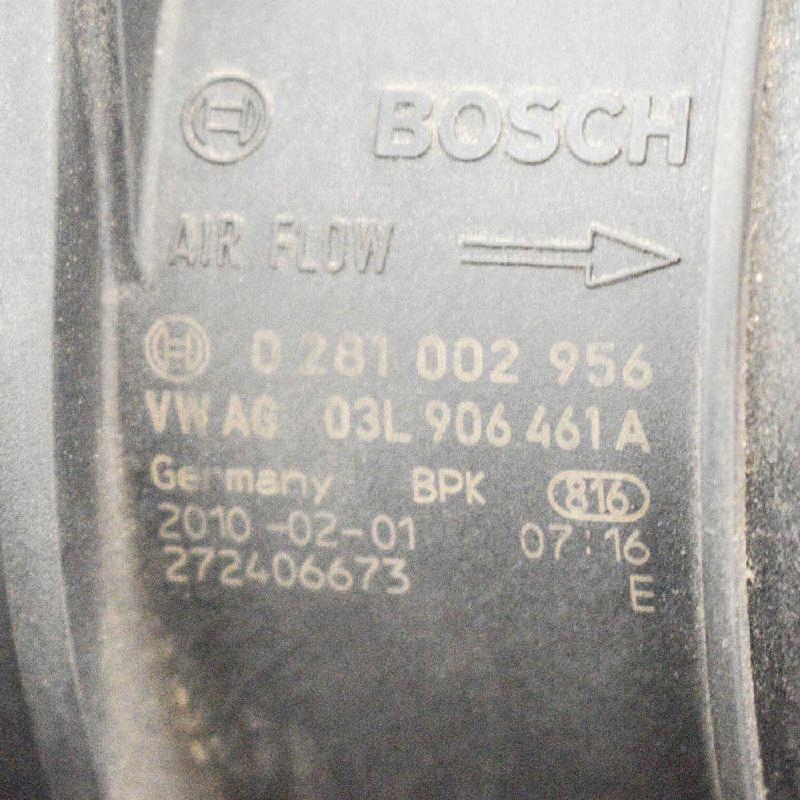 BOSCH
AIR FLOW
0 281 002 956
VW AG 03L 906 461 A
Germany BPK 816
2010-02-01 07:16
272406673 E